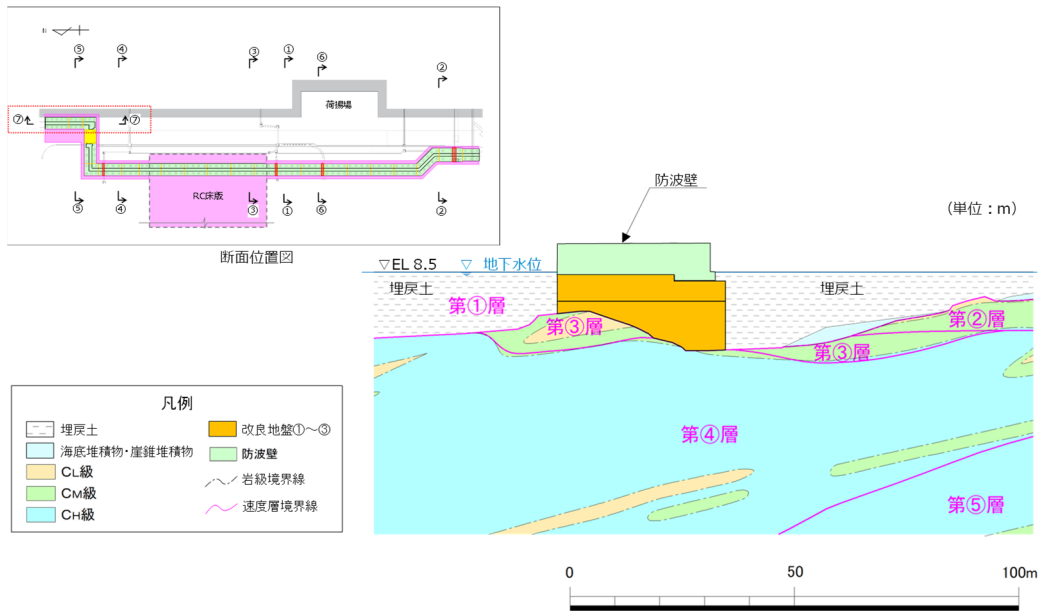 ⑤ ④ ③ ① ⑥ ②
荷揚場
⑦ ⑦
RC床版
⑤ ④ ③ ① ⑥ ②
断面位置図
防波壁
（単位：m）
▽EL 8.5 ▽ 地下水位
埋戻土 埋戻土
第①層
第③層
第②層
第③層
第④層
第⑤層
凡例
埋戻土
海底堆積物・崖錐堆積物
CL級
CM級
CH級
改良地盤①～③
防波壁
岩級境界線
速度層境界線
0 50 100m